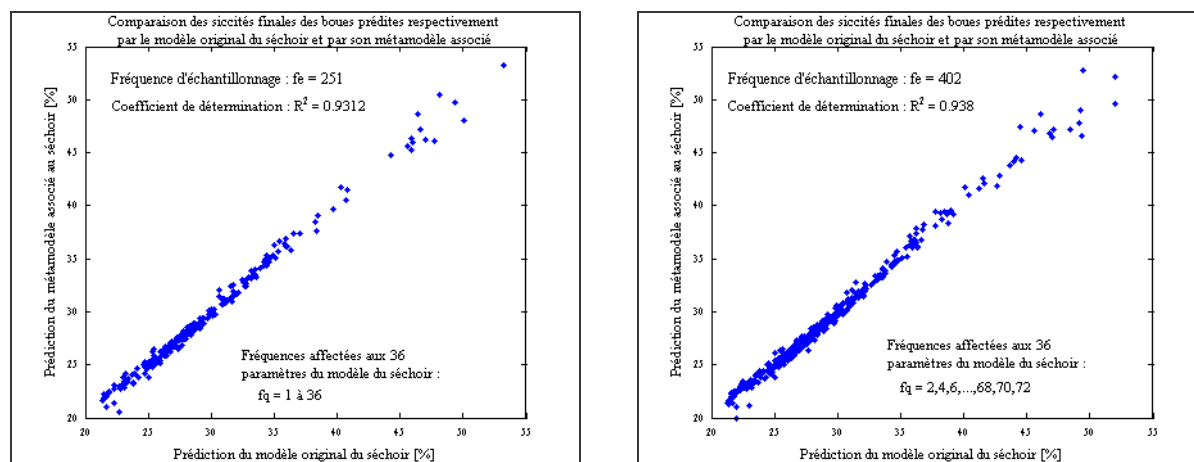 Comparaison des siccités finales des boues prédites respectivement
par le modèle original du séchoir et par son métamodèle associé
Prédiction du métamodèle associé au séchoir [%]
55
50
45
40
35
30
25
20
Fréquence d'échantillonnage : fe = 251
Coefficient de détermination : R² = 0.9312
Fréquences affectées aux 36
paramètres du modèle du séchoir :
fq = 1 à 36
20 25 30 35 40 45 50 55
Prédiction du modèle original du séchoir [%]
Comparaison des siccités finales des boues prédites respectivement
par le modèle original du séchoir et par son métamodèle associé
Prédiction du métamodèle associé au séchoir [%]
55
50
45
40
35
30
25
20
Fréquence d'échantillonnage : fe = 402
Coefficient de détermination : R² = 0.938
Fréquences affectées aux 36
paramètres du modèle du séchoir :
fq = 2,4,6,...,68,70,72
20 25 30 35 40 45 50 55
Prédiction du modèle original du séchoir [%]